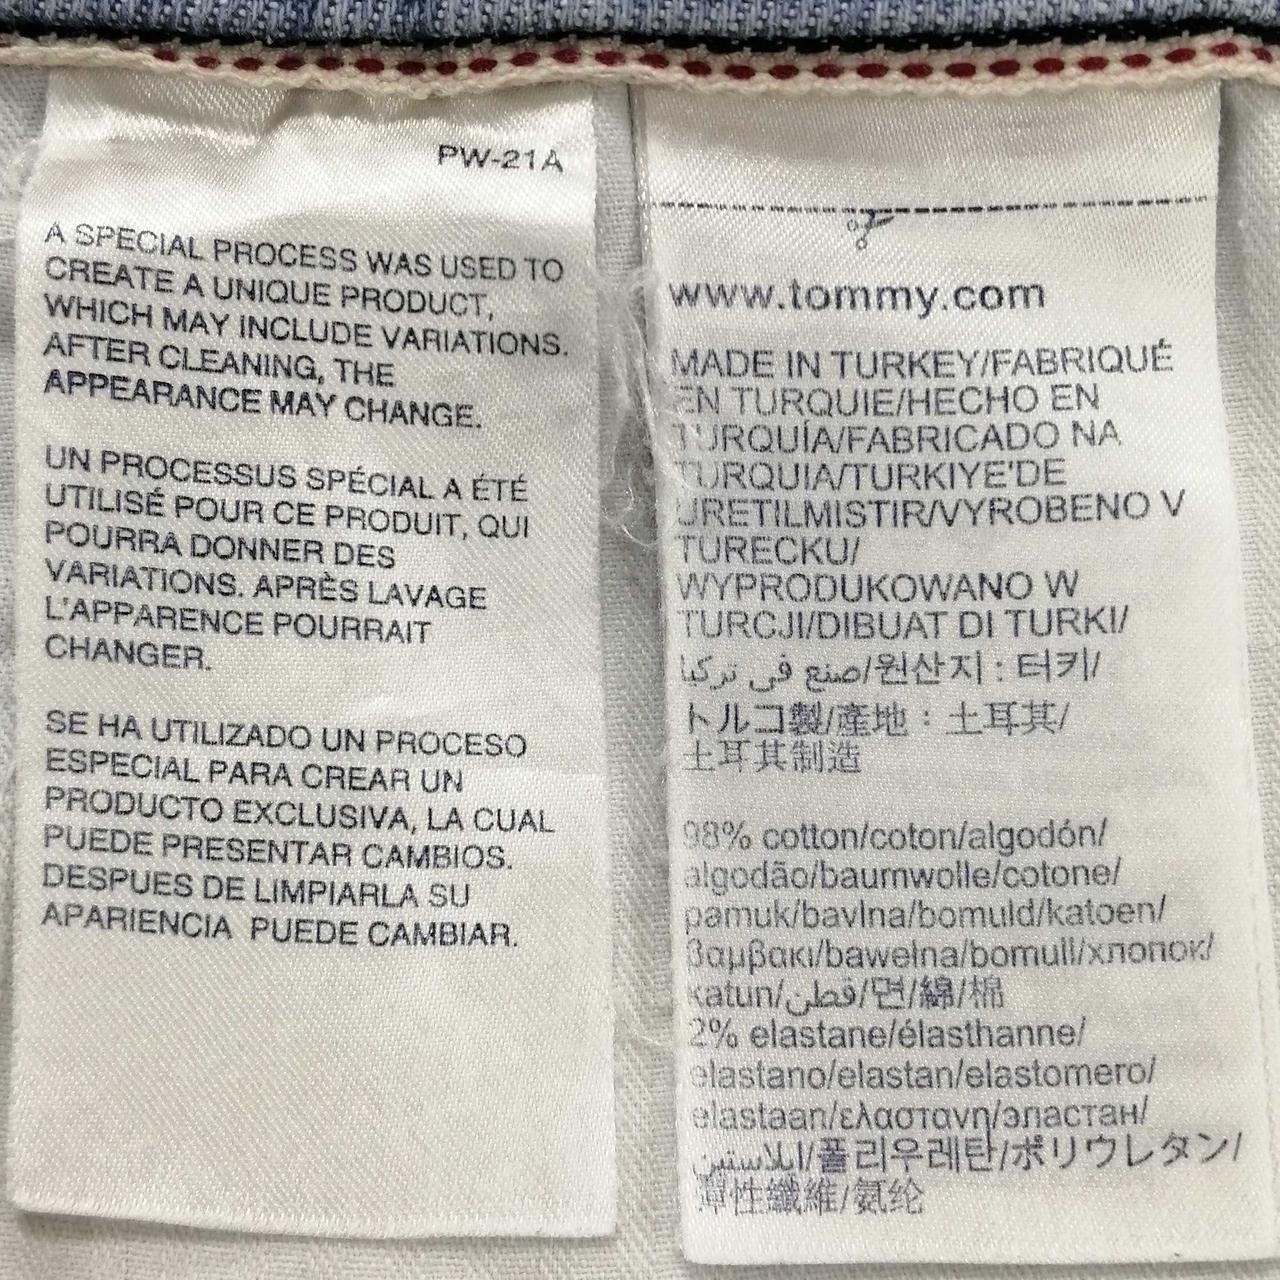 PW-21A
A SPECIAL PROCESS WAS USED TO
CREATE A UNIQUE PRODUCT,
WHICH MAY INCLUDE VARIATIONS.
AFTER CLEANING, THE
APPEARANCE MAY CHANGE.
UN PROCESSUS SPÉCIAL A ÉTÉ
UTILISÉ POUR CE PRODUIT, QUI
POURRA DONNER DES
VARIATIONS. APRÈS LAVAGE
L'APPARENCE POURRAIT
CHANGER.
SE HA UTILIZADO UN PROCESO
ESPECIAL PARA CREAR UN
PRODUCTO EXCLUSIVA, LA CUAL
PUEDE PRESENTAR CAMBIOS.
DESPUES DE LIMPIARLA SU
APARIENCIA PUEDE CAMBIAR.
www.tommy.com
MADE IN TURKEY/FABRIQUÉ
EN TURQUIE/HECHO EN
TURQUÍA/FABRICADO NA
TURQUIA/TURKIYE'DE
URETILMISTIR/VYROBENO V
TURECKU/
WYPRODUKOWANO W
TURCJI/DIBUAT DI TURKI/
صنع في تركيا/원산지 : 터키/
トルコ製/產地：土耳其/
土耳其制造
98% cotton/coton/algodón/
algodão/baumwolle/cotone/
pamuk/bavlna/bomuld/katoen/
βαμβακι/bawełna/bomull/хлопок/
katun/قطن/면/綿/棉
2% elastane/élasthanne/
elastano/elastan/elastomero/
elastaan/ελαστανη/эластан/
ايلاستين/폴리우레탄/ポリウレタン/
彈性纖維/氨纶